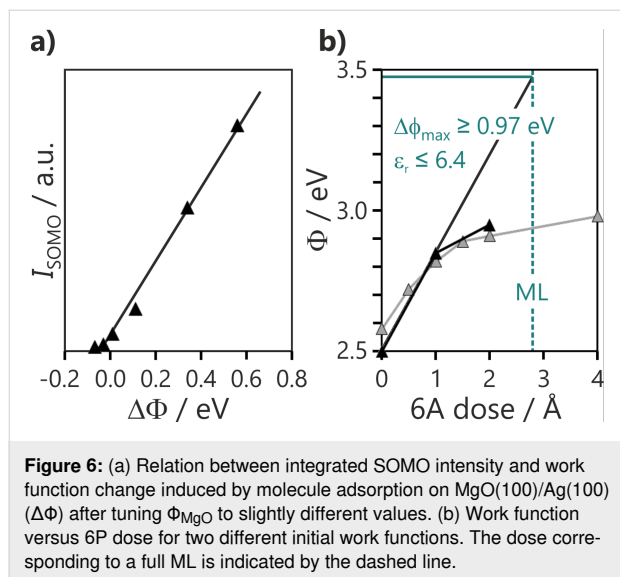 a)
b)
I_SOMO / a.u.
-0.2 0.0 0.2 0.4 0.6 0.8
ΔΦ / eV
Φ / eV
3.5
3.0
2.5
Δϕ_max ≥ 0.97 eV
ε_r ≤ 6.4
ML
0 1 2 3 4
6A dose / Å
Figure 6: (a) Relation between integrated SOMO intensity and work
function change induced by molecule adsorption on MgO(100)/Ag(100)
(ΔΦ) after tuning Φ_MgO to slightly different values. (b) Work function
versus 6P dose for two different initial work functions. The dose corre-
sponding to a full ML is indicated by the dashed line.